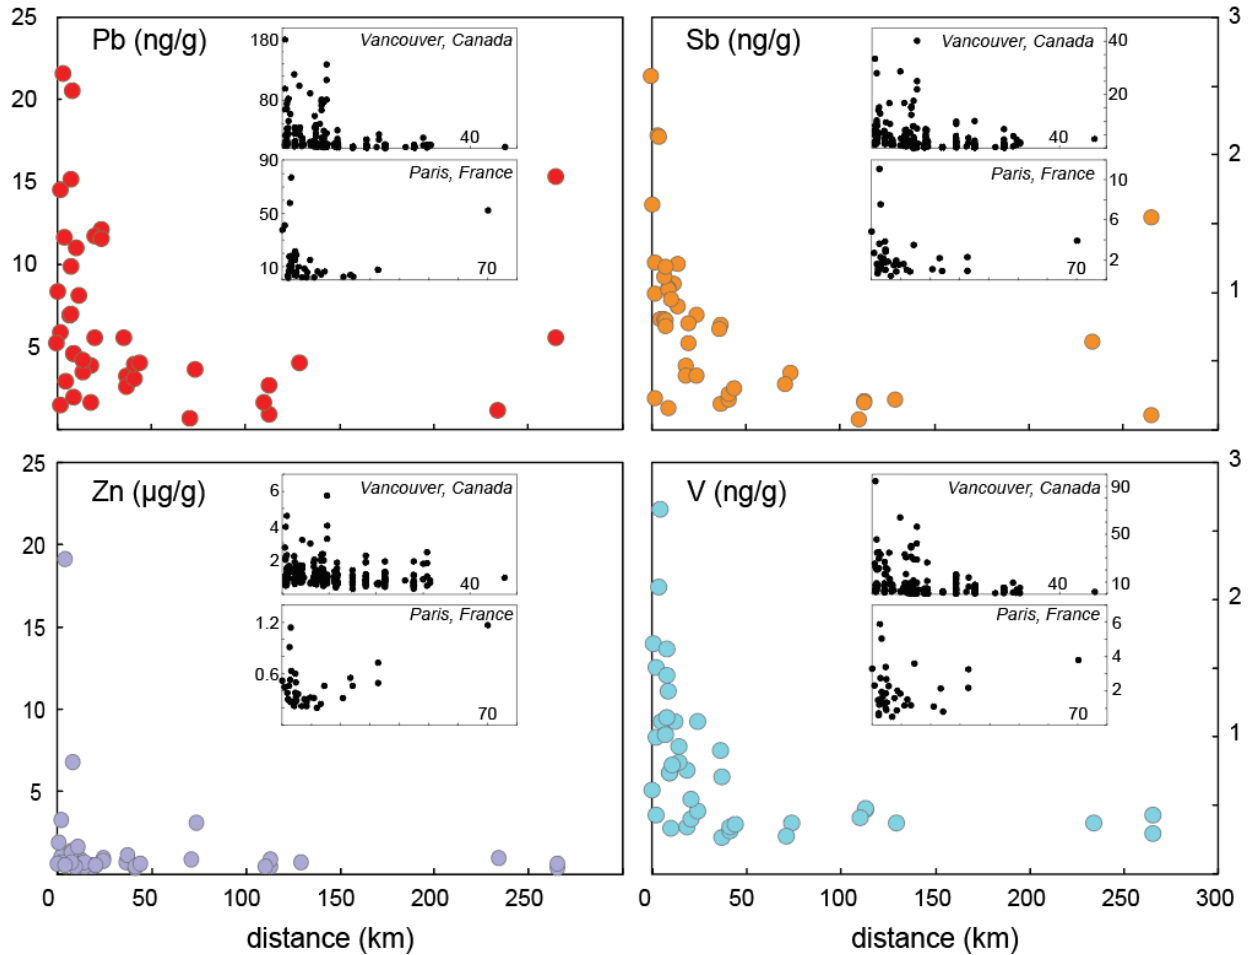 25
20
15
10
5
Pb (ng/g)
180
80
Vancouver, Canada
40
90
50
10
Paris, France
70
Sb (ng/g)
Vancouver, Canada
40
20
40
Paris, France
10
6
2
70
3
2
1
25
20
15
10
5
Zn (µg/g)
6
4
2
Vancouver, Canada
40
1.2
0.6
Paris, France
70
0 50 100 150 200 250
distance (km)
V (ng/g)
Vancouver, Canada
90
50
10
40
Paris, France
6
4
2
70
3
2
1
0 50 100 150 200 250 300
distance (km)